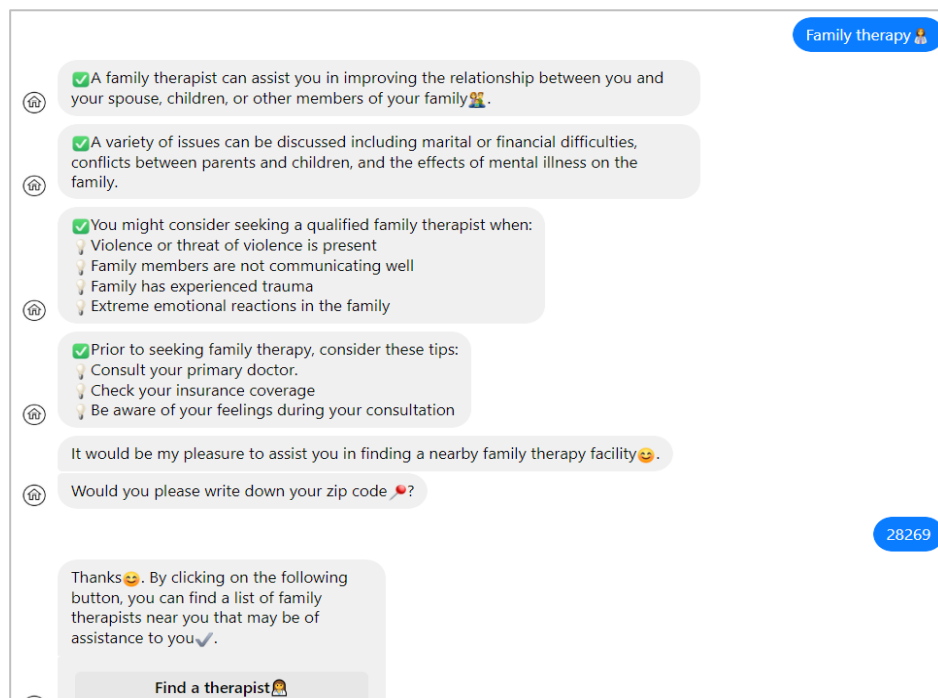 Family therapy👩‍⚕️
✅A family therapist can assist you in improving the relationship between you and
your spouse, children, or other members of your family👨‍👩‍👧‍👦.
✅A variety of issues can be discussed including marital or financial difficulties,
conflicts between parents and children, and the effects of mental illness on the
family.
✅You might consider seeking a qualified family therapist when:
💡Violence or threat of violence is present
💡Family members are not communicating well
💡Family has experienced trauma
💡Extreme emotional reactions in the family
✅Prior to seeking family therapy, consider these tips:
💡Consult your primary doctor.
💡Check your insurance coverage
💡Be aware of your feelings during your consultation
It would be my pleasure to assist you in finding a nearby family therapy facility😊.
Would you please write down your zip code📍?
28269
Thanks😊. By clicking on the following
button, you can find a list of family
therapists near you that may be of
assistance to you✔️.
Find a therapist👩‍⚕️